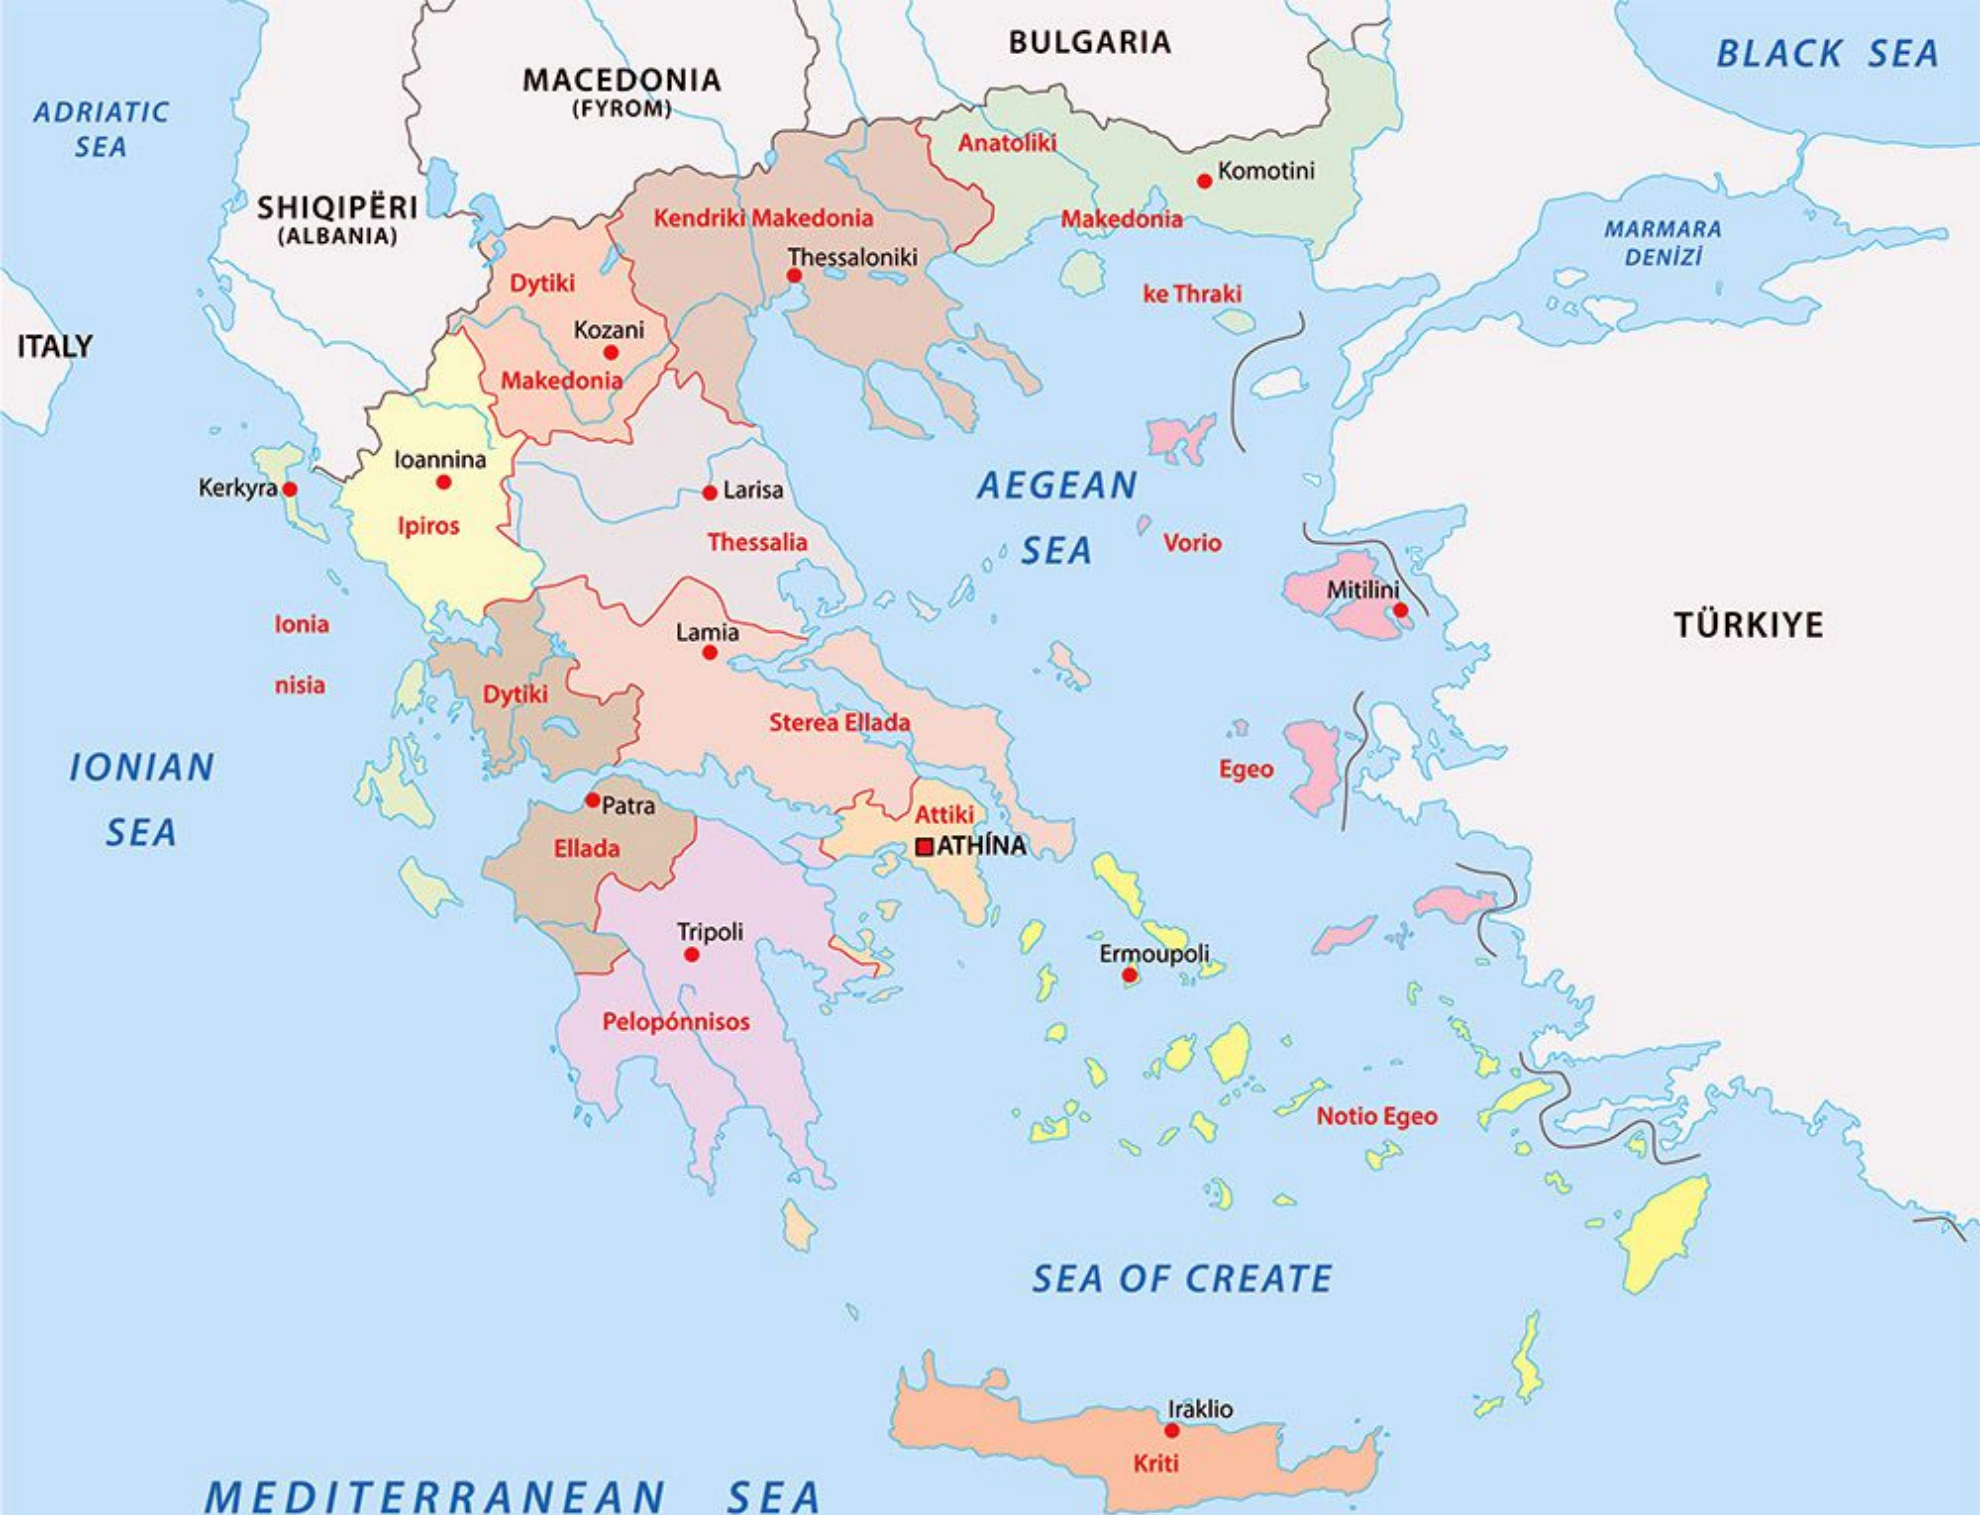 BULGARIA
BLACK SEA
MACEDONIA
(FYROM)
ADRIATIC
SEA
Anatoliki
Komotini
SHIQIPËRI
(ALBANIA)
Kendriki Makedonia
Makedonia
MARMARA
DENİZİ
Thessaloniki
Dytiki
ke Thraki
Kozani
ITALY
Makedonia
Ioannina
Kerkyra
Larisa
AEGEAN
SEA
Ipiros
Thessalia
Vorio
Mitilini
Ionia
nisia
TÜRKIYE
Lamia
Dytiki
Sterea Ellada
IONIAN
SEA
Egeo
Patra
Attiki
Ellada
ATHÍNA
Tripoli
Ermoupoli
Pelopónnisos
Notio Egeo
SEA OF CREATE
Iraklio
Kriti
MEDITERRANEAN SEA